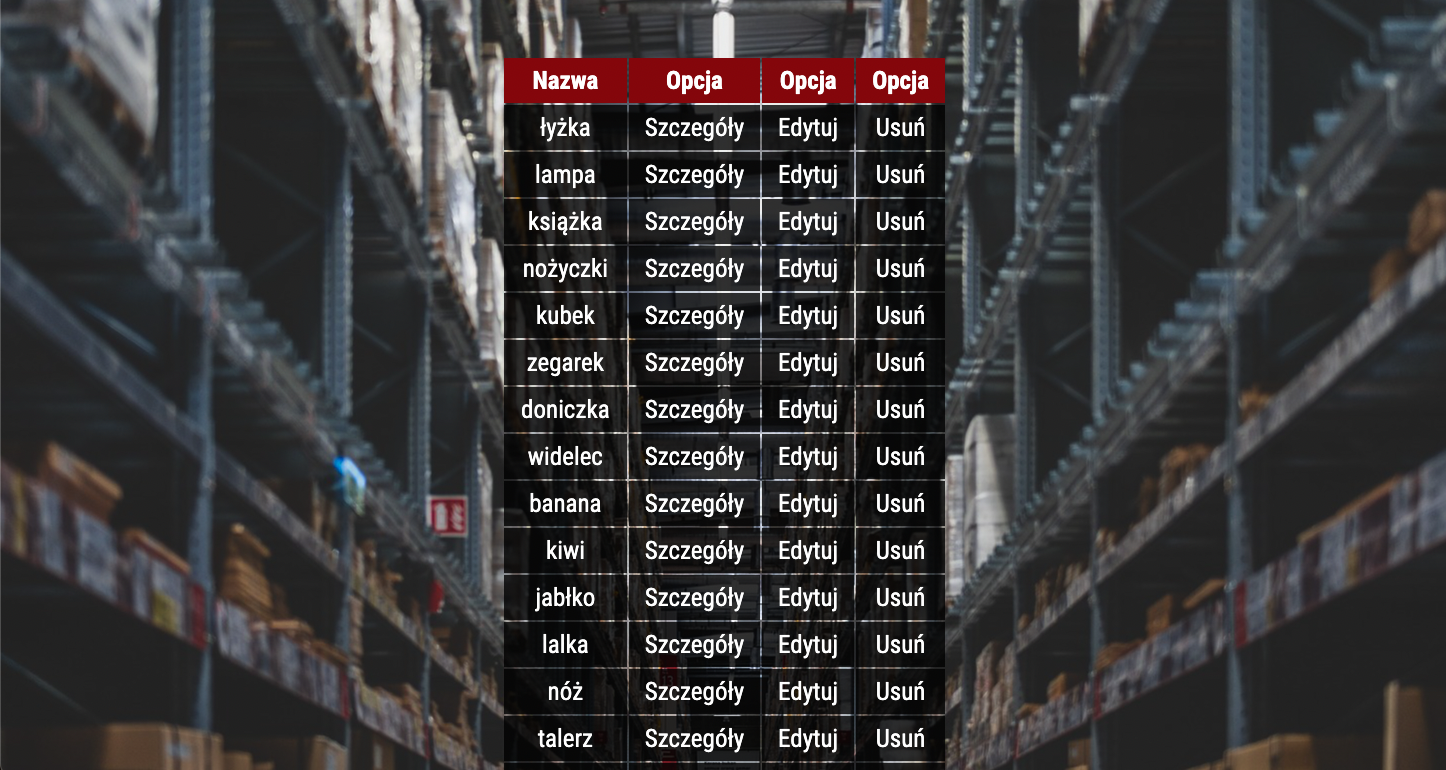 Nazwa Opcja Opcja Opcja
łyżka Szczegóły Edytuj Usuń
lampa Szczegóły Edytuj Usuń
książka Szczegóły Edytuj Usuń
nożyczki Szczegóły Edytuj Usuń
kubek Szczegóły Edytuj Usuń
zegarek Szczegóły Edytuj Usuń
doniczka Szczegóły Edytuj Usuń
widelec Szczegóły Edytuj Usuń
banana Szczegóły Edytuj Usuń
kiwi Szczegóły Edytuj Usuń
jabłko Szczegóły Edytuj Usuń
lalka Szczegóły Edytuj Usuń
nóż Szczegóły Edytuj Usuń
talerz Szczegóły Edytuj Usuń